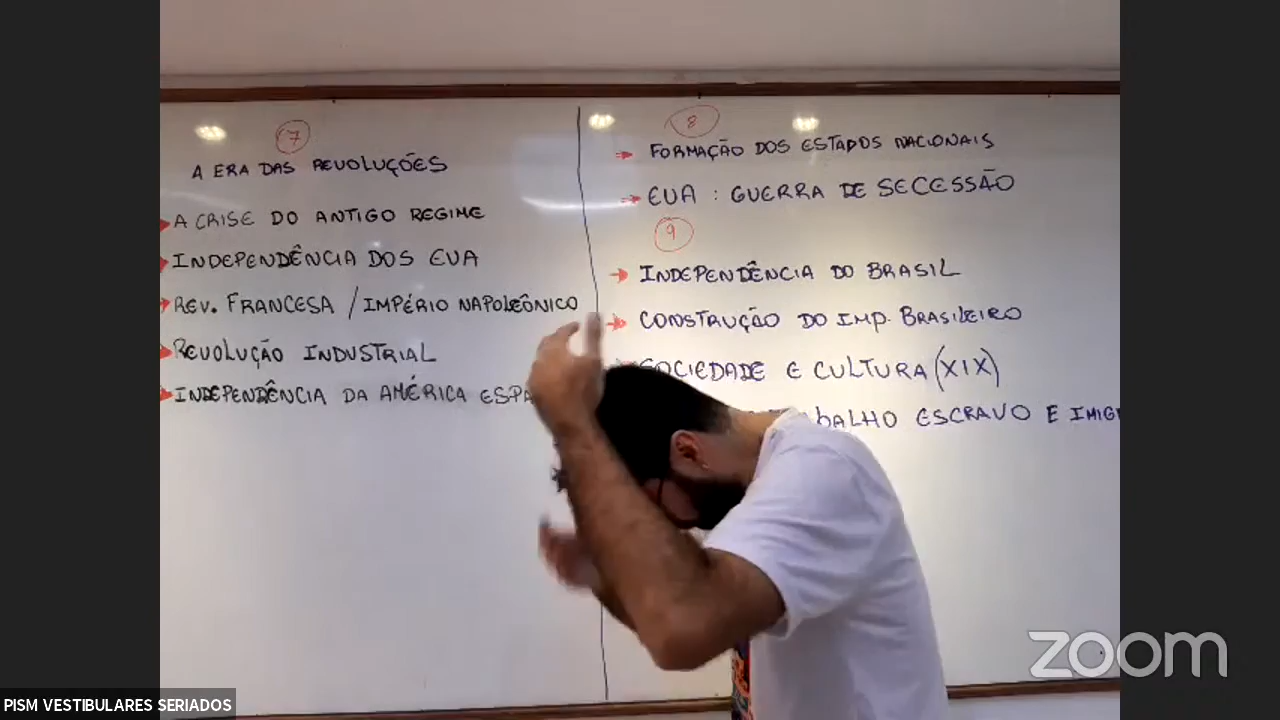 7
A ERA DAS REVOLUÇÕES
A CRISE DO ANTIGO REGIME
INDEPENDÊNCIA DOS EUA
REV. FRANCESA / IMPÉRIO NAPOLEÔNICO
REVOLUÇÃO INDUSTRIAL
INDEPENDÊNCIA DA AMÉRICA
8
FORMAÇÃO DOS ESTADOS NACIONAIS
EUA : GUERRA DE SECESSÃO
9
INDEPENDÊNCIA DO BRASIL
CONSTRUÇÃO DO IMP. BRASILEIRO
SOCIEDADE E CULTURA (XIX)
ESCRAVO E
zoom
PISM VESTIBULARES SERIADOS